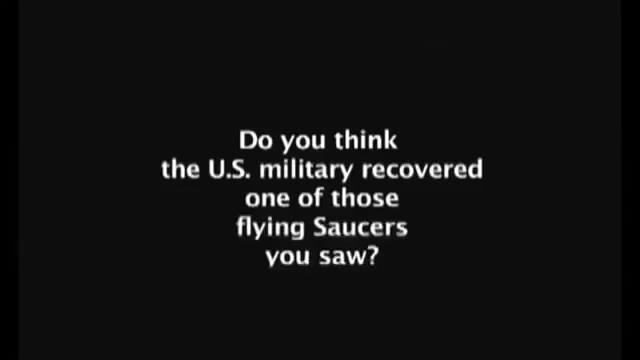 Do you think
the U.S. military recovered
one of those
flying Saucers
you saw?